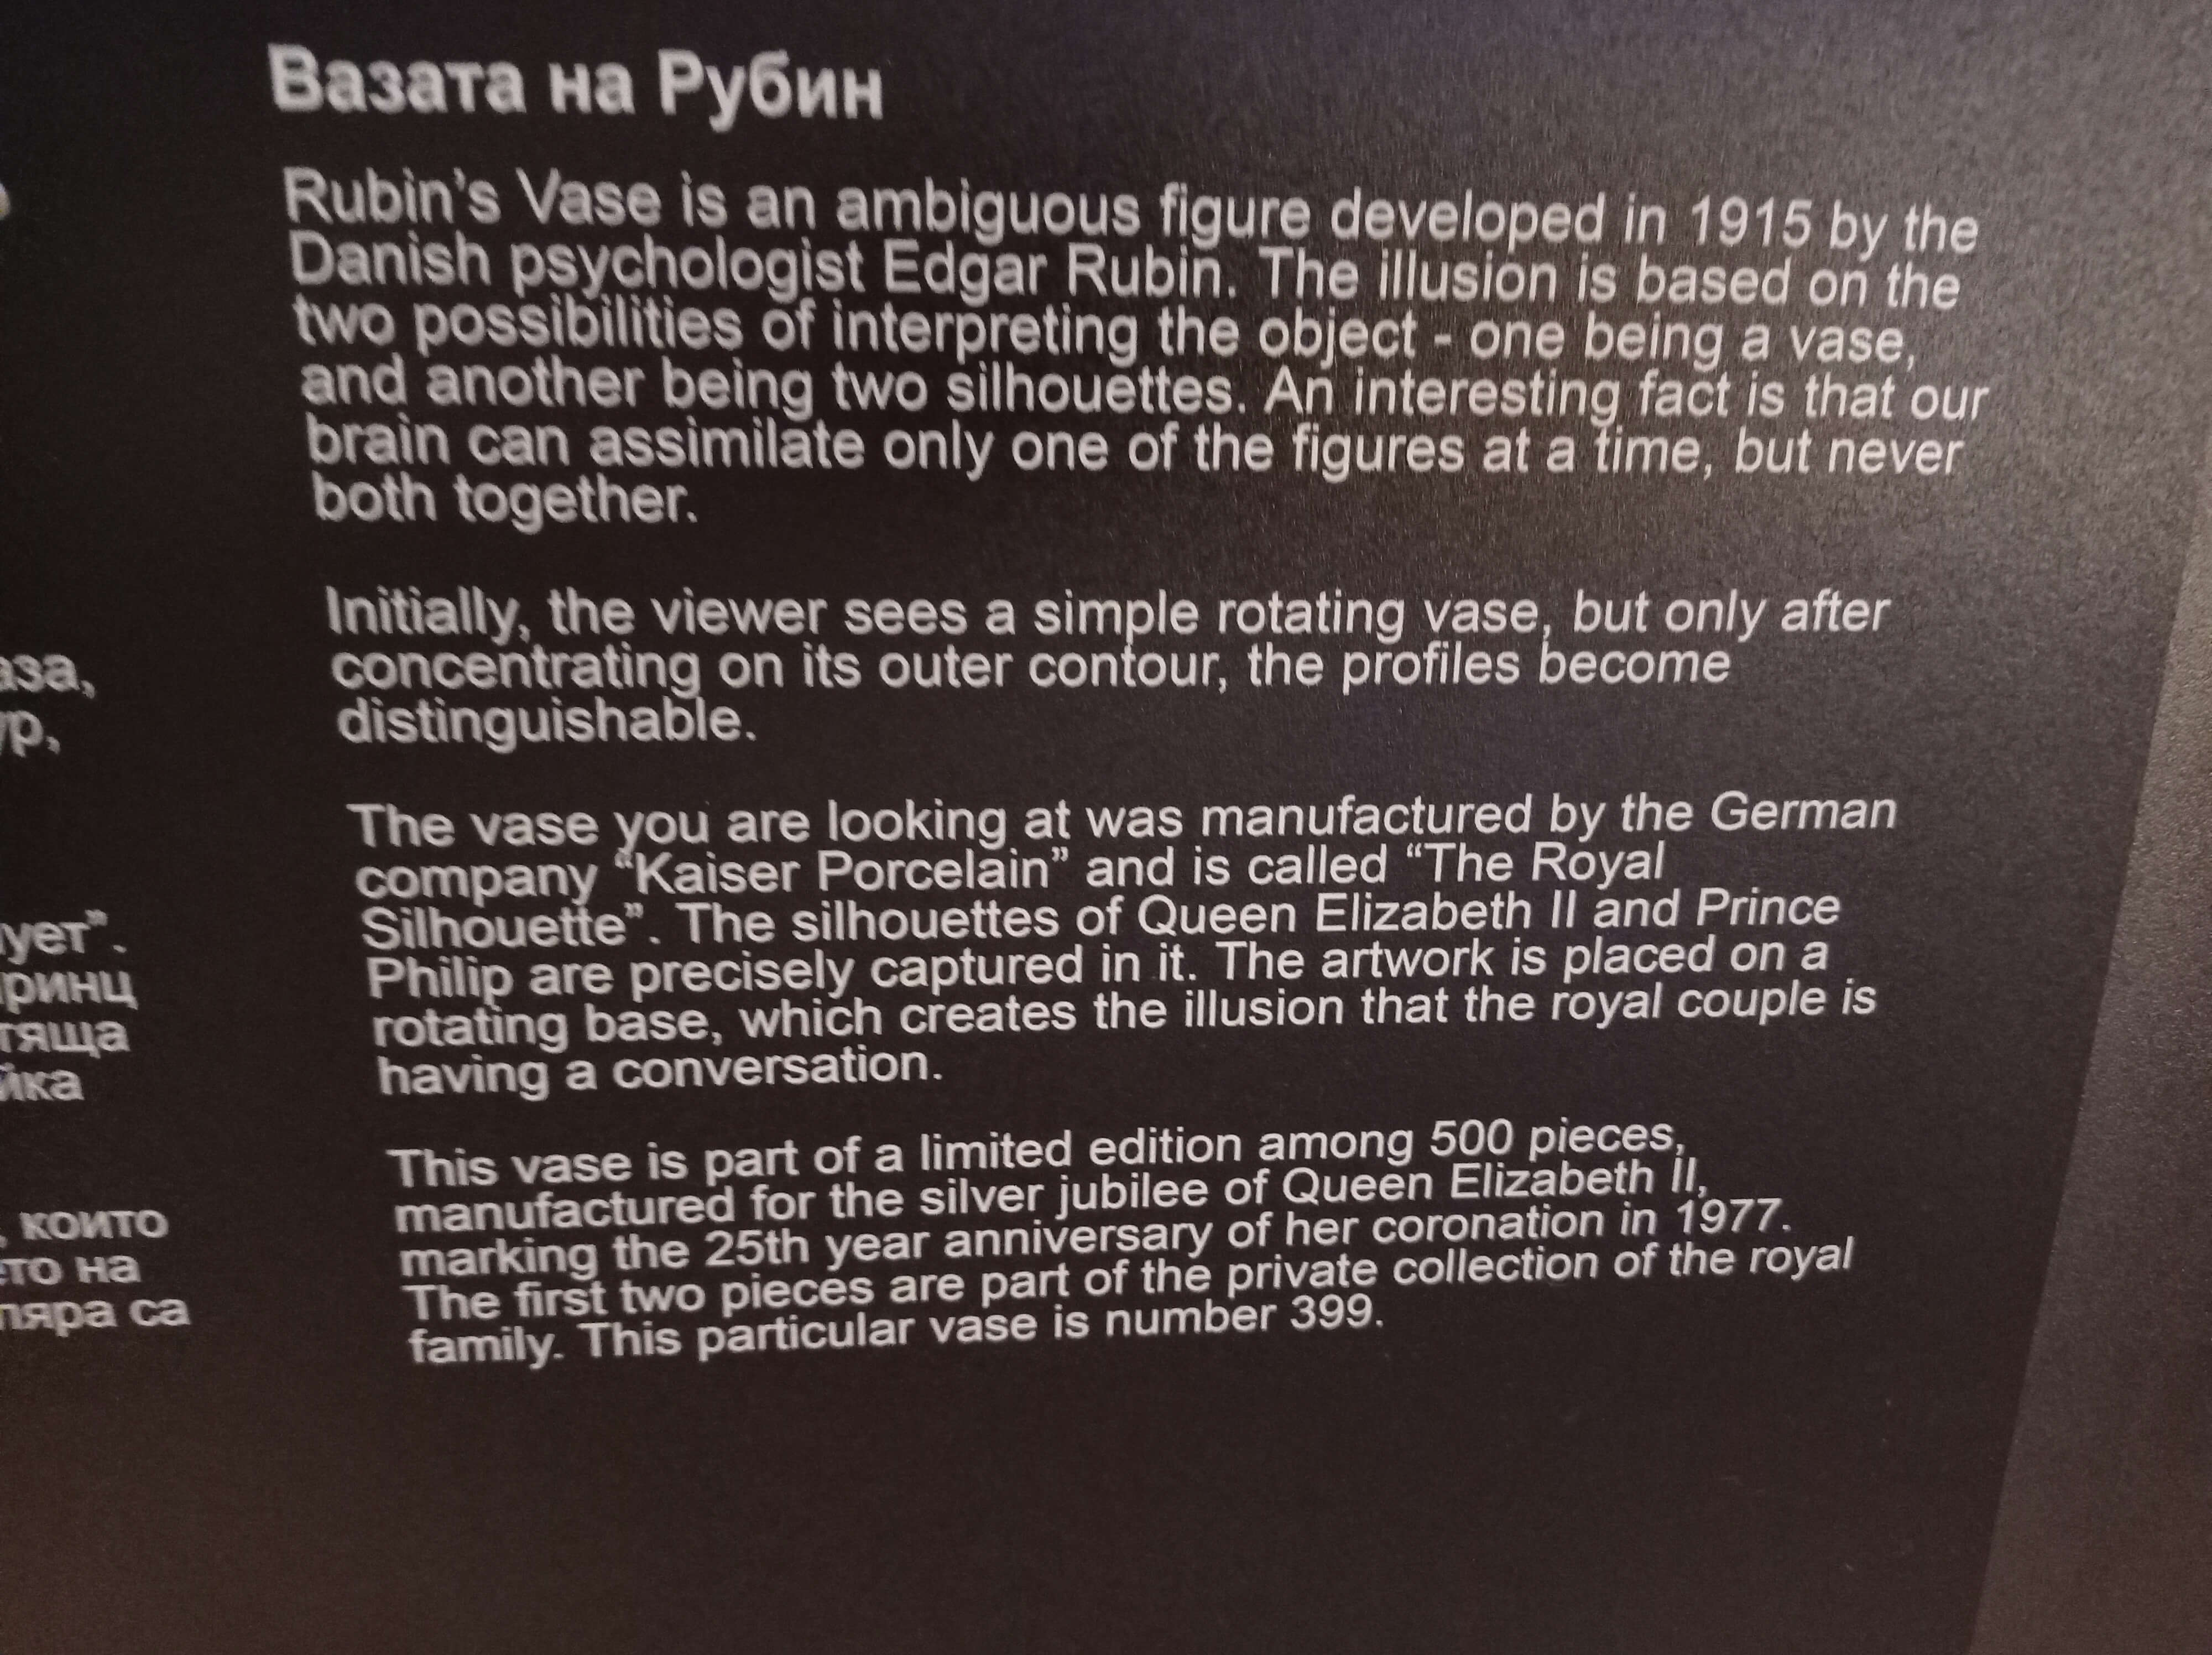 Вазата на Рубин
Rubin's Vase is an ambiguous figure developed in 1915 by the
Danish psychologist Edgar Rubin. The illusion is based on the
two possibilities of interpreting the object - one being a vase,
and another being two silhouettes. An interesting fact is that our
brain can assimilate only one of the figures at a time, but never
both together.
Initially, the viewer sees a simple rotating vase, but only after
concentrating on its outer contour, the profiles become
distinguishable.
The vase you are looking at was manufactured by the German
company “Kaiser Porcelain” and is called “The Royal
Silhouette”. The silhouettes of Queen Elizabeth II and Prince
Philip are precisely captured in it. The artwork is placed on a
rotating base, which creates the illusion that the royal couple is
having a conversation.
This vase is part of a limited edition among 500 pieces,
manufactured for the silver jubilee of Queen Elizabeth II,
marking the 25th year anniversary of her coronation in 1977.
The first two pieces are part of the private collection of the royal
family. This particular vase is number 399.
които
на
са